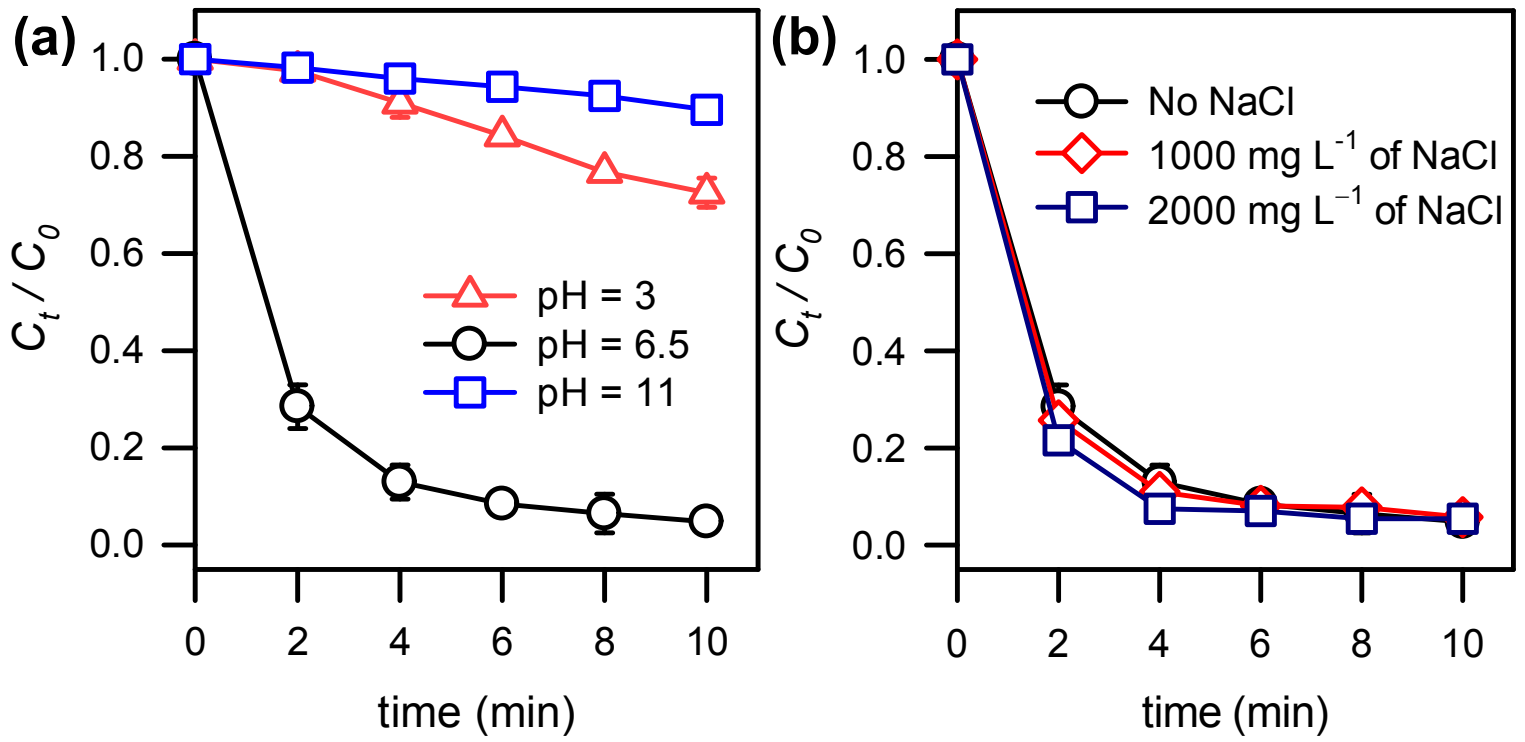 (a)
1.0
0.8
0.6
0.4
0.2
0.0
C_t / C_0
pH = 3
pH = 6.5
pH = 11
0 2 4 6 8 10
time (min)
(b)
1.0
0.8
0.6
0.4
0.2
0.0
C_t / C_0
No NaCl
1000 mg L⁻¹ of NaCl
2000 mg L⁻¹ of NaCl
0 2 4 6 8 10
time (min)